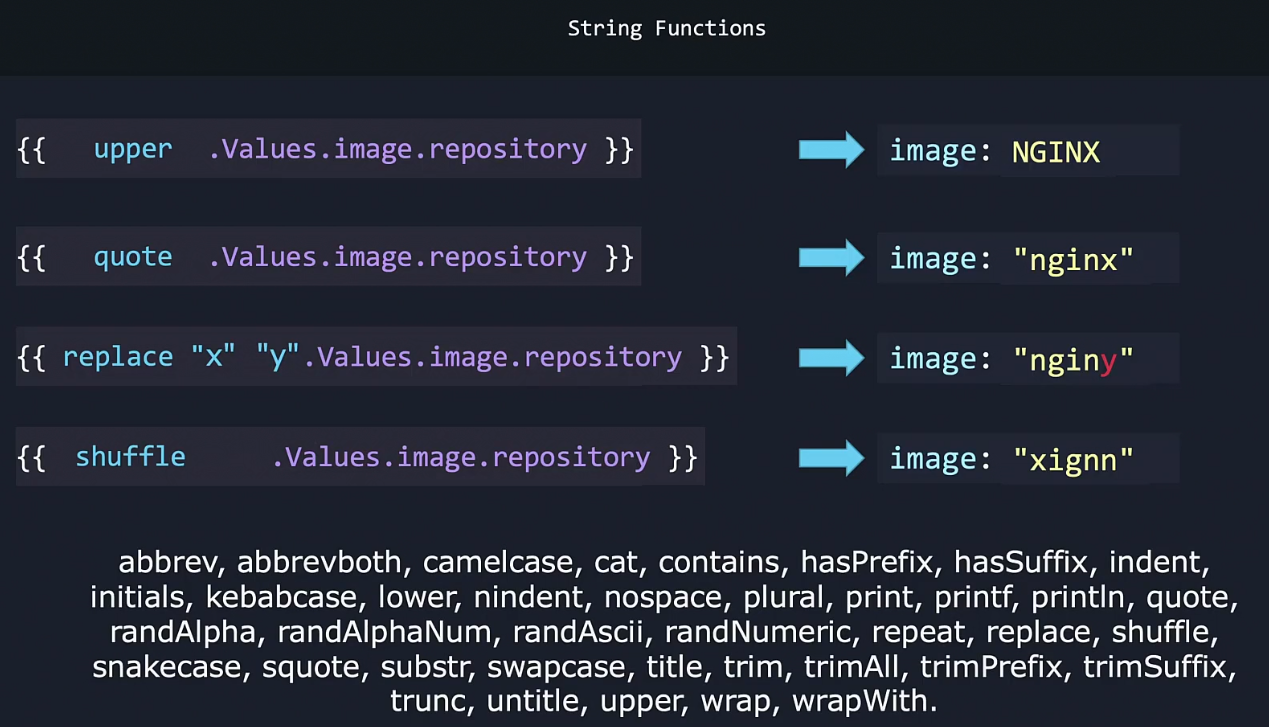 String Functions
{{ upper .Values.image.repository }} image: NGINX
{{ quote .Values.image.repository }} image: "nginx"
{{ replace "x" "y".Values.image.repository }} image: "nginy"
{{ shuffle .Values.image.repository }} image: "xignn"
abbrev, abbrevboth, camelcase, cat, contains, hasPrefix, hasSuffix, indent,
initials, kebabcase, lower, nindent, nospace, plural, print, printf, println, quote,
randAlpha, randAlphaNum, randAscii, randNumeric, repeat, replace, shuffle,
snakecase, squote, substr, swapcase, title, trim, trimAll, trimPrefix, trimSuffix,
trunc, untitle, upper, wrap, wrapWith.